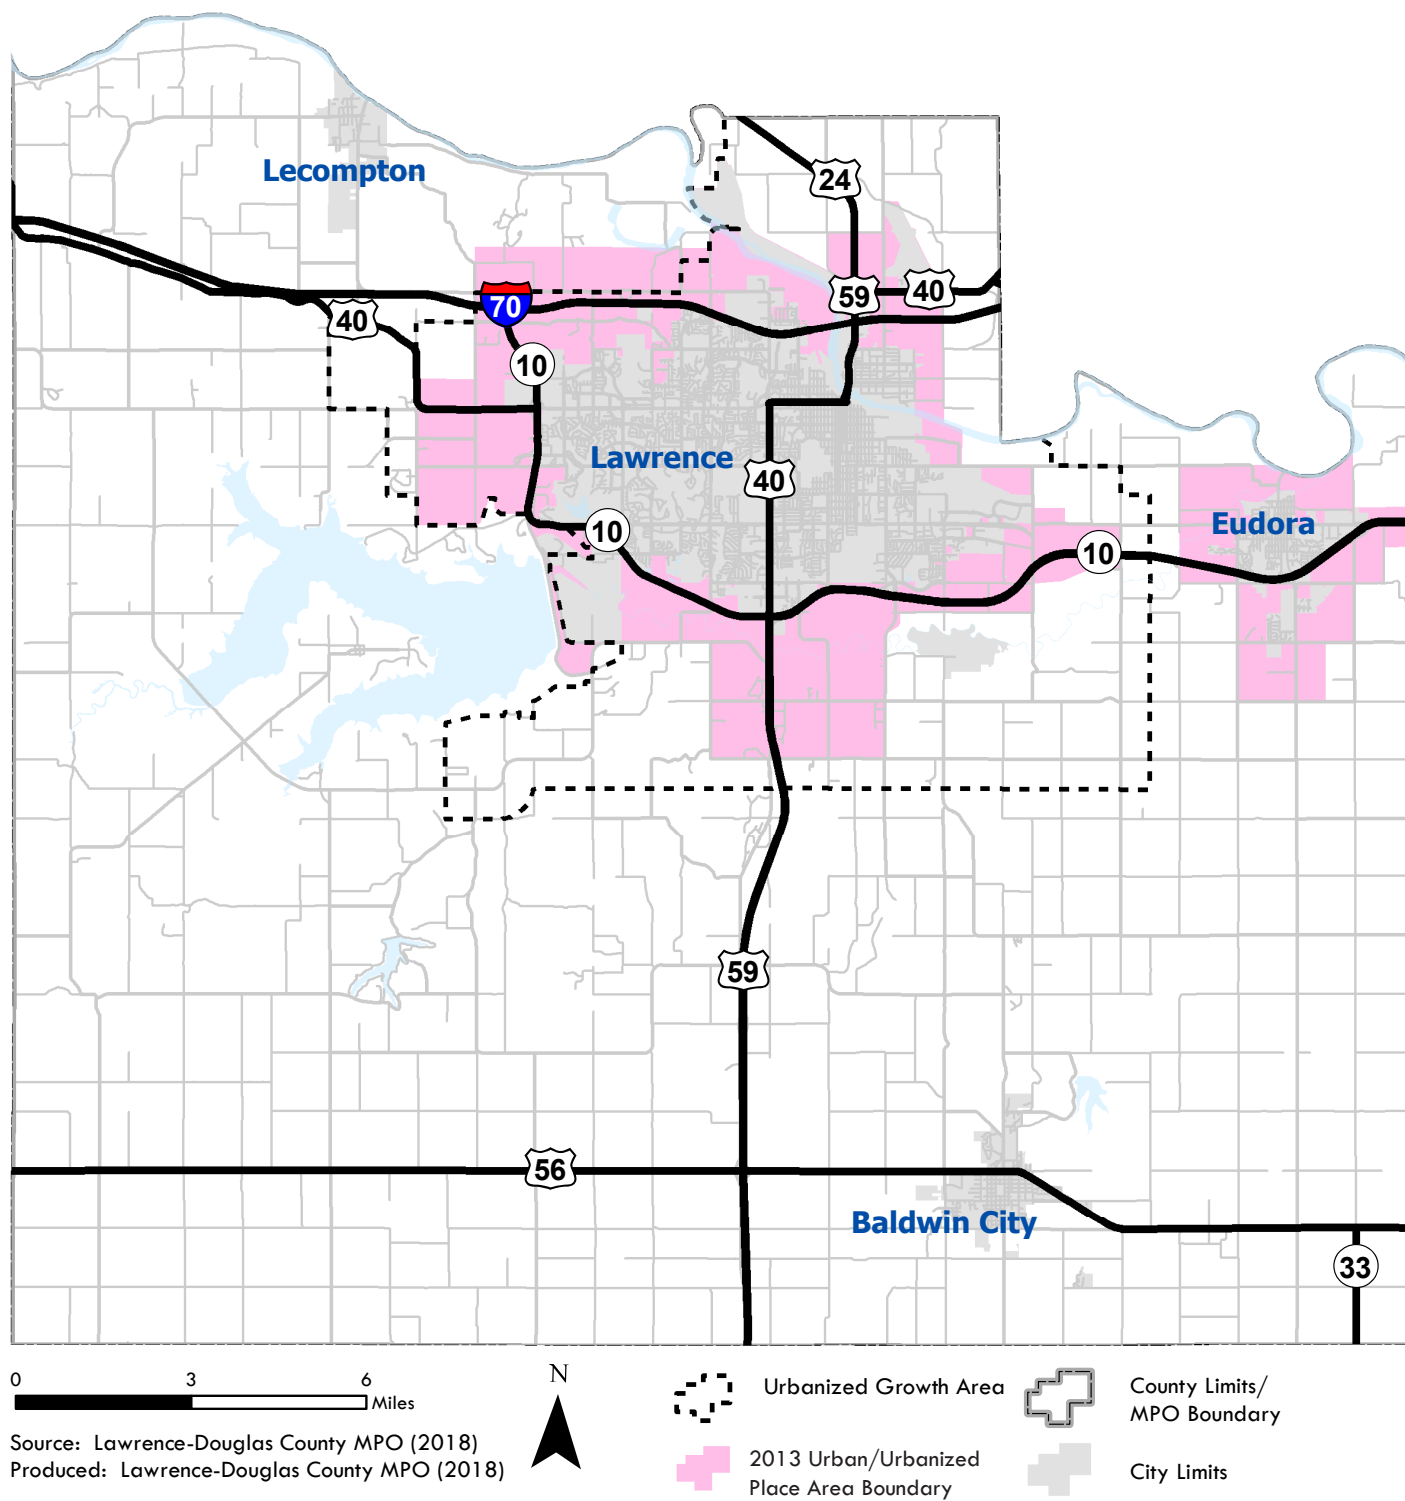 Lecompton
24
59
40
70
40
10
Lawrence
40
10
10
Eudora
59
56
Baldwin City
33
0 3 6
Miles
N
Source: Lawrence-Douglas County MPO (2018)
Produced: Lawrence-Douglas County MPO (2018)
Urbanized Growth Area
2013 Urban/Urbanized
Place Area Boundary
County Limits/
MPO Boundary
City Limits